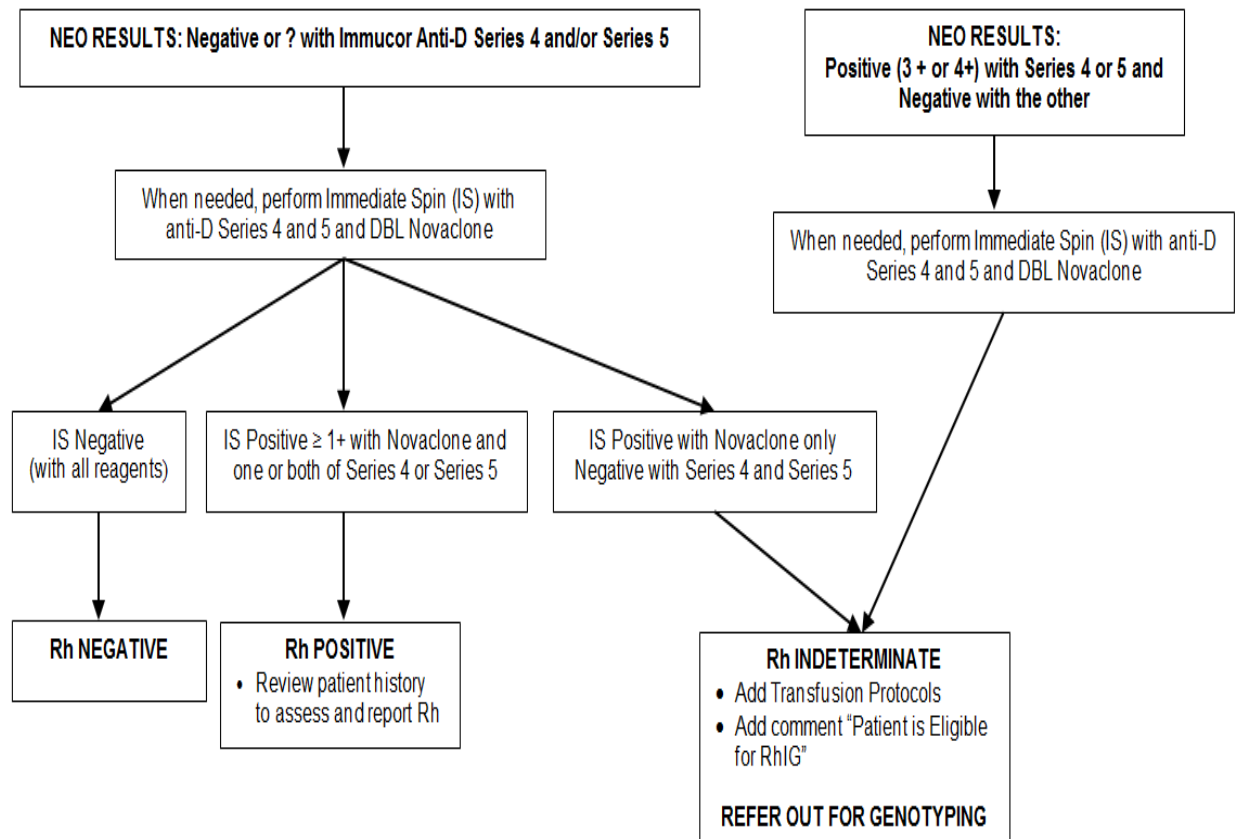 NEO RESULTS: Negative or ? with Immucor Anti-D Series 4 and/or Series 5
NEO RESULTS:
Positive (3 + or 4+) with Series 4 or 5 and
Negative with the other
When needed, perform Immediate Spin (IS) with
anti-D Series 4 and 5 and DBL Novaclone
When needed, perform Immediate Spin (IS) with anti-D
Series 4 and 5 and DBL Novaclone
IS Negative
(with all reagents)
IS Positive ≥ 1+ with Novaclone and
one or both of Series 4 or Series 5
IS Positive with Novaclone only
Negative with Series 4 and Series 5
Rh NEGATIVE
Rh POSITIVE
• Review patient history
to assess and report Rh
Rh INDETERMINATE
• Add Transfusion Protocols
• Add comment “Patient is Eligible
for RhIG”
REFER OUT FOR GENOTYPING